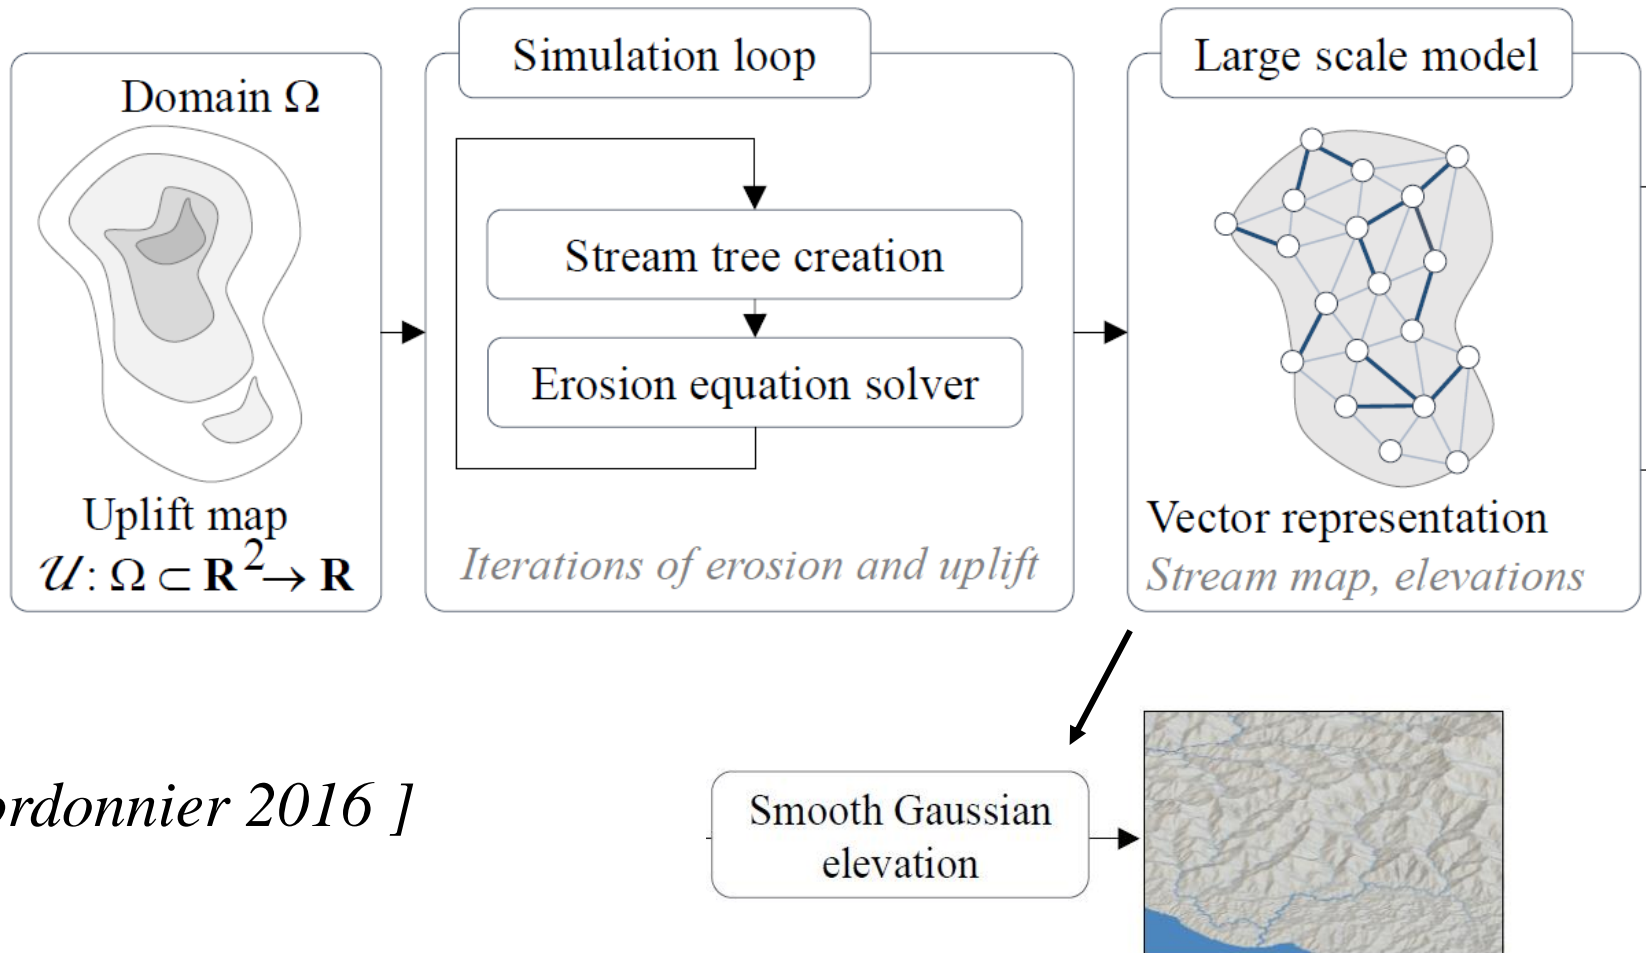 Domain Ω
Uplift map
𝒰 : Ω ⊂ R² → R
Simulation loop
Stream tree creation
Erosion equation solver
Iterations of erosion and uplift
Large scale model
Vector representation
Stream map, elevations
2016 ]
Smooth Gaussian
elevation